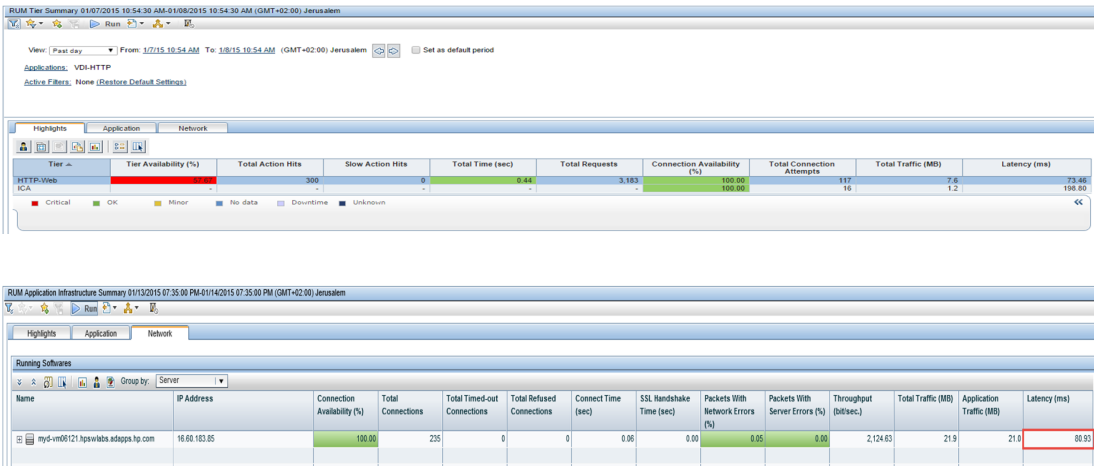 RUM Tier Summary 01/07/2015 10:54:30 AM-01/08/2015 10:54:30 AM (GMT+02:00) Jerusalem
Run
View: Past day From: 1/7/15 10:54 AM To: 1/8/15 10:54 AM (GMT+02:00) Jerusalem Set as default period
Applications: VDI-HTTP
Active Filters: None (Restore Default Settings)
Highlights Application Network
Tier Tier Availability (%) Total Action Hits Slow Action Hits Total Time (sec) Total Requests Connection Availability (%) Total Connection Attempts Total Traffic (MB) Latency (ms)
HTTP-Web 57.67 300 0 0.44 3,183 100.00 117 7.6 73.46
ICA - - - - - 100.00 16 1.2 198.80
Critical OK Minor No data Downtime Unknown
RUM Application Infrastructure Summary 01/13/2015 07:35:00 PM-01/14/2015 07:35:00 PM (GMT+02:00) Jerusalem
Run
Highlights Application Network
Running Softwares
Group by: Server
Name IP Address Connection Availability (%) Total Connections Total Timed-out Connections Total Refused Connections Connect Time (sec) SSL Handshake Time (sec) Packets With Network Errors (%) Packets With Server Errors (%) Throughput (bit/sec.) Total Traffic (MB) Application Traffic (MB) Latency (ms)
myd-vm06121.hpswlabs.adapps.hp.com 16.60.183.85 100.00 235 0 0 0.06 0.00 0.05 0.00 2,124.63 21.9 21.0 80.93